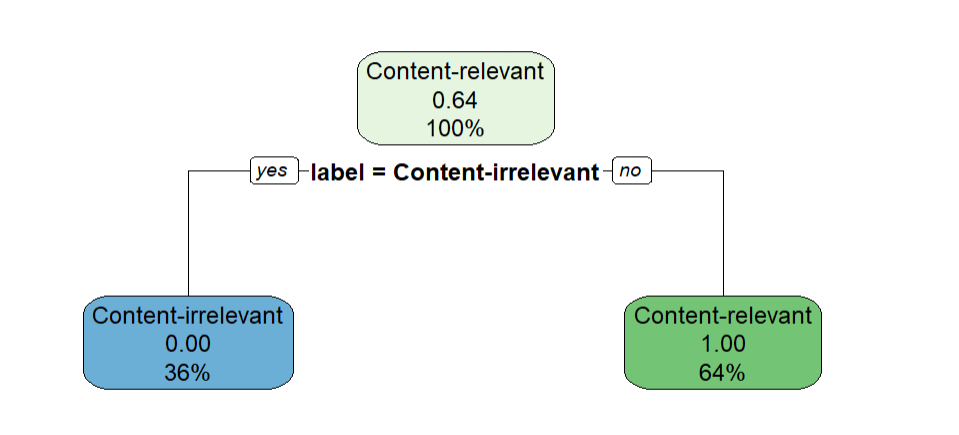 Content-relevant
0.64
100%
yes label = Content-irrelevant no
Content-irrelevant
0.00
36%
Content-relevant
1.00
64%